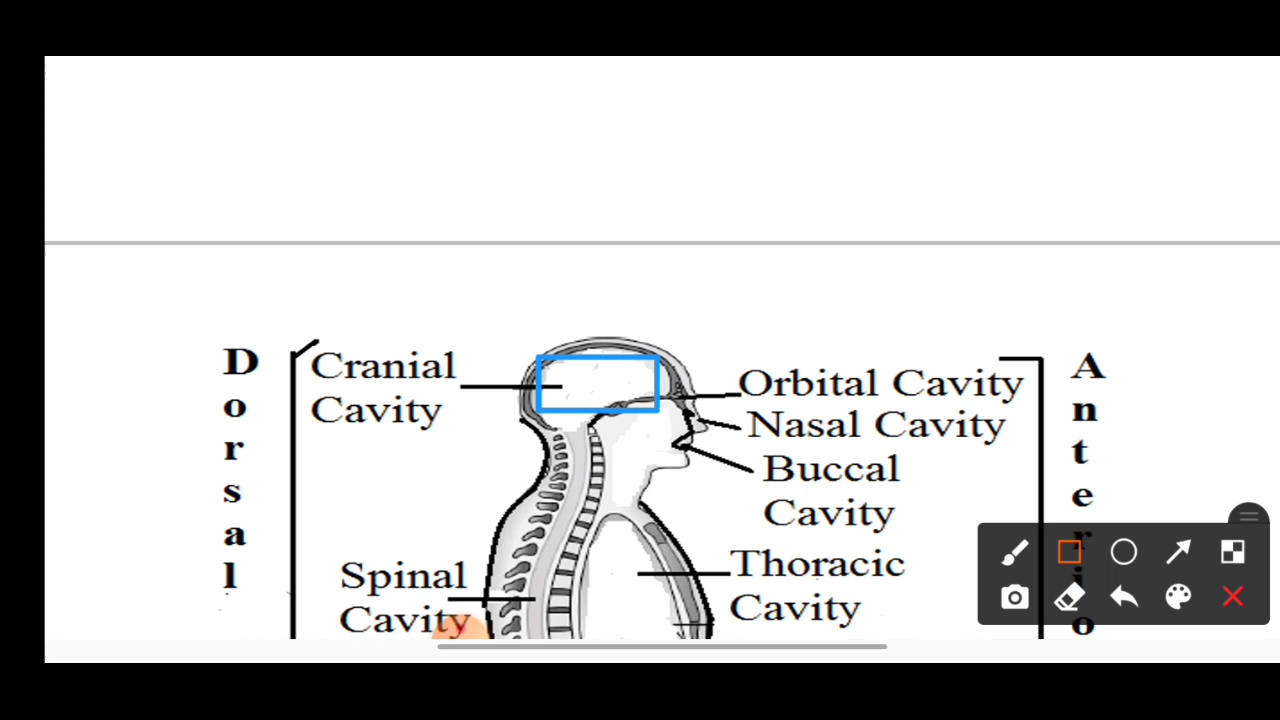 D
o
r
s
a
l
Cranial
Cavity
Spinal
Cavity
Orbital Cavity
Nasal Cavity
Buccal
Cavity
Thoracic
Cavity
A
n
t
e
r
i
o